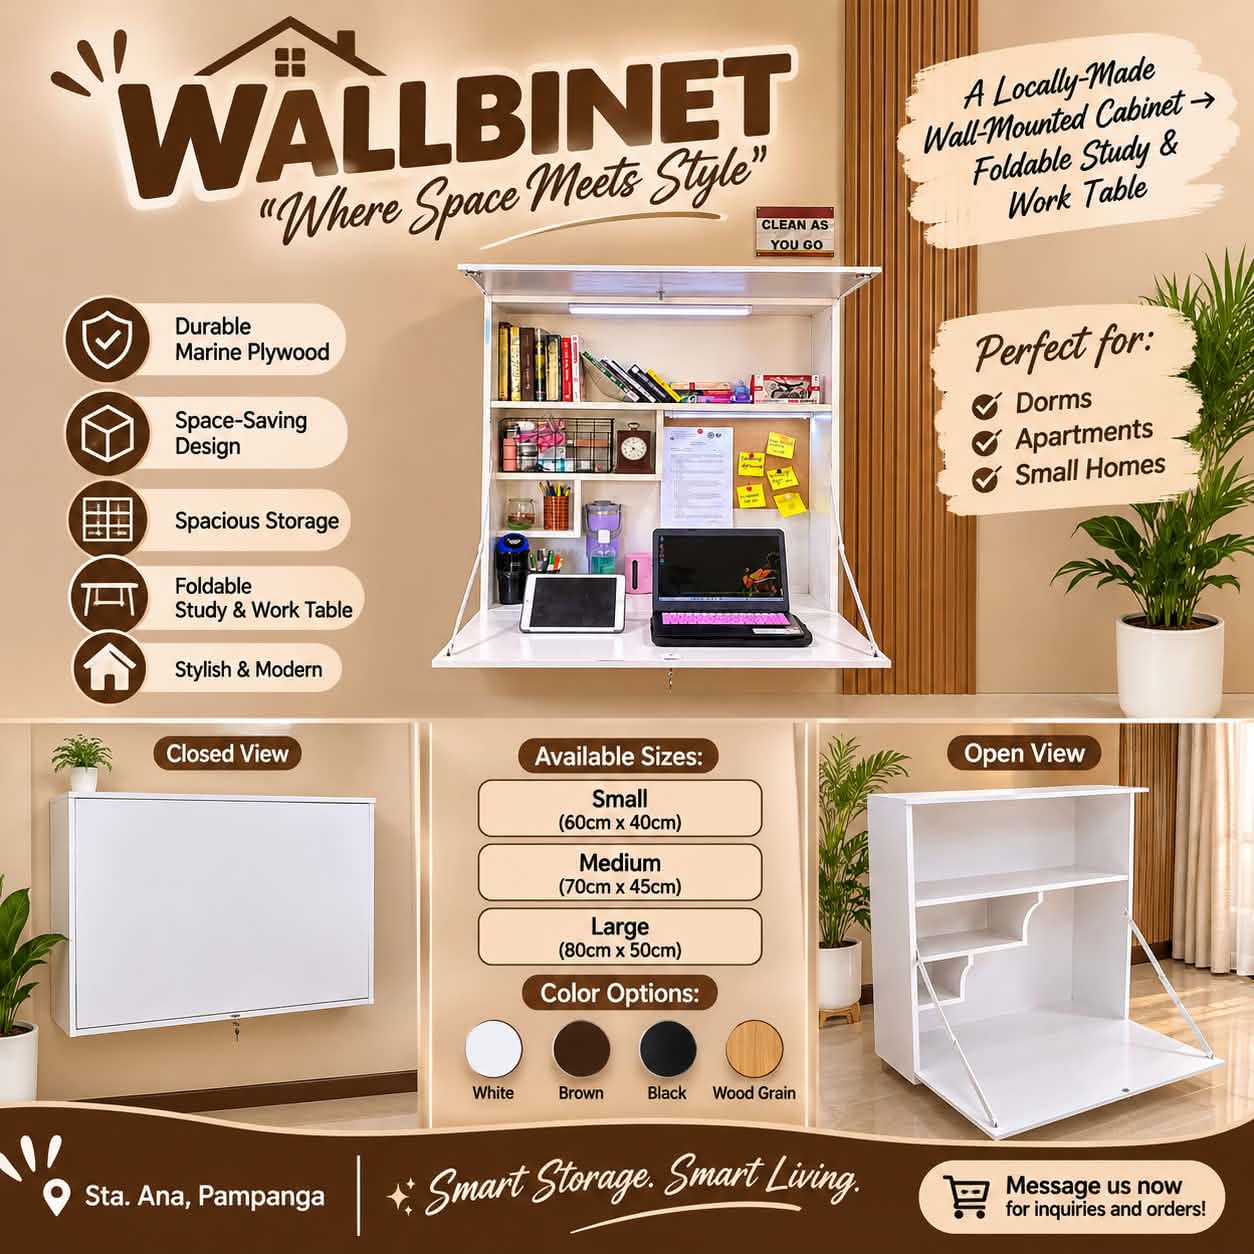 WALLBINET
“Where Space Meets Style”
A Locally-Made
Wall-Mounted Cabinet →
Foldable Study &
Work Table
CLEAN AS
YOU GO
Durable
Marine Plywood
Space-Saving
Design
Spacious Storage
Foldable
Study & Work Table
Stylish & Modern
Perfect for:
Dorms
Apartments
Small Homes
Closed View
Available Sizes:
Small
(60cm x 40cm)
Medium
(70cm x 45cm)
Large
(80cm x 50cm)
Color Options:
White
Brown
Black
Wood Grain
Open View
Sta. Ana, Pampanga
Smart Storage. Smart Living.
Message us now
for inquiries and orders!